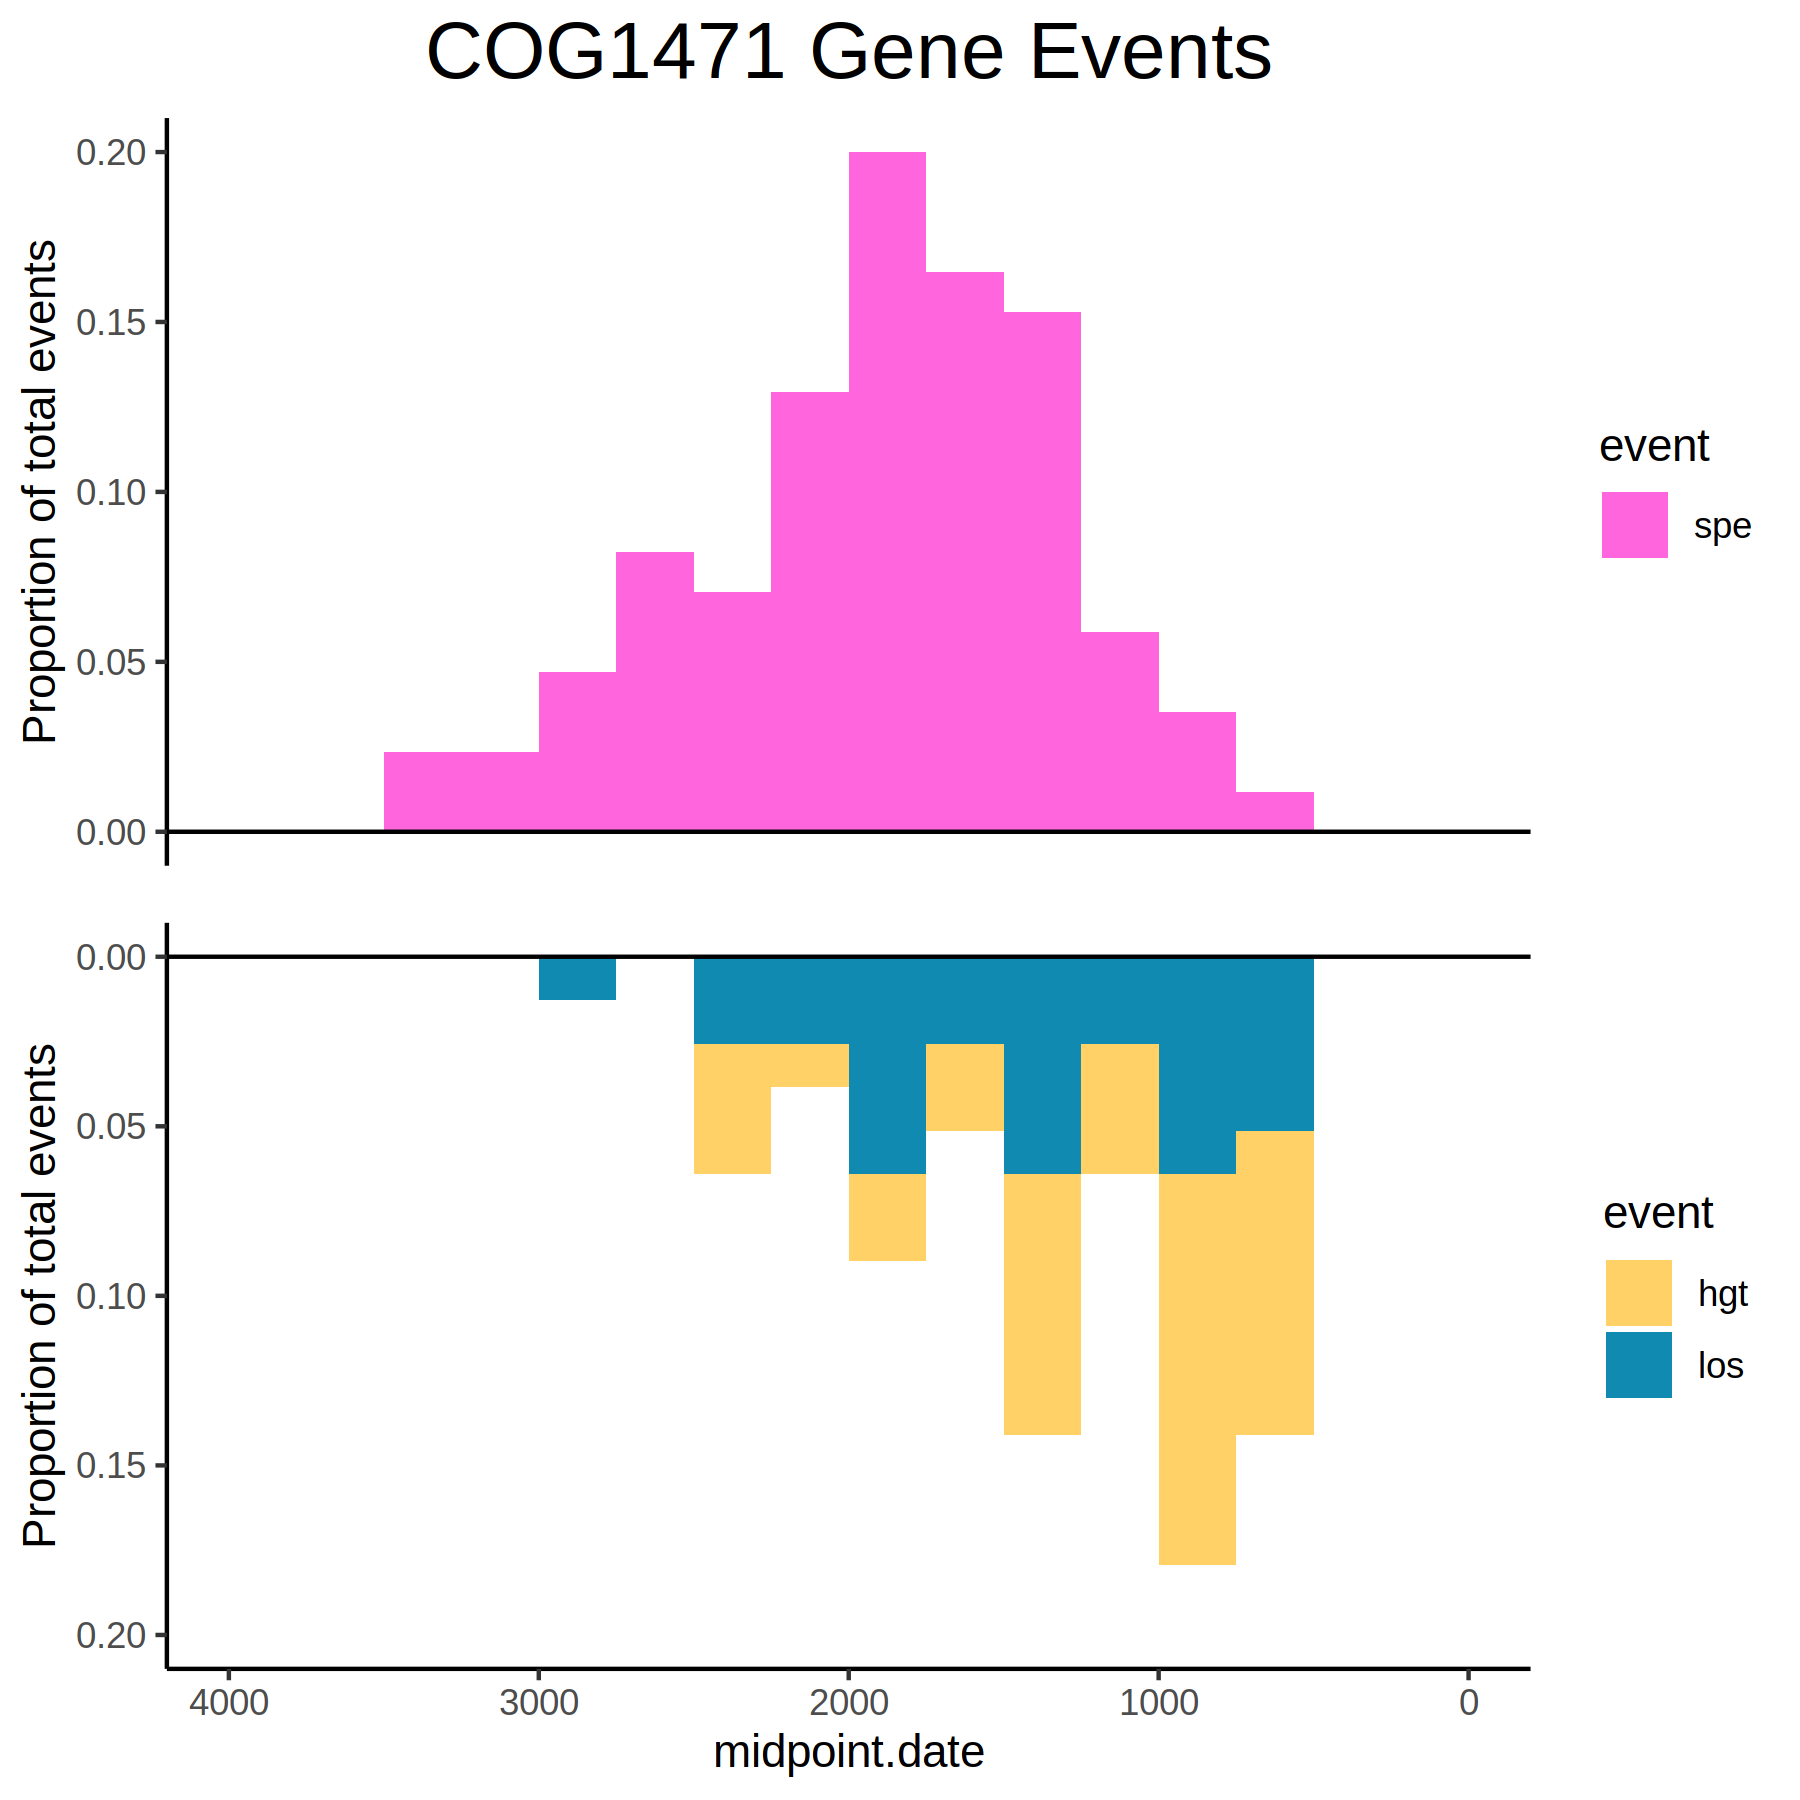 COG1471 Gene Events
Proportion of total events
0.20
0.15
0.10
0.05
0.00
event
spe
Proportion of total events
0.00
0.05
0.10
0.15
0.20
event
hgt
los
4000 3000 2000 1000 0
midpoint.date